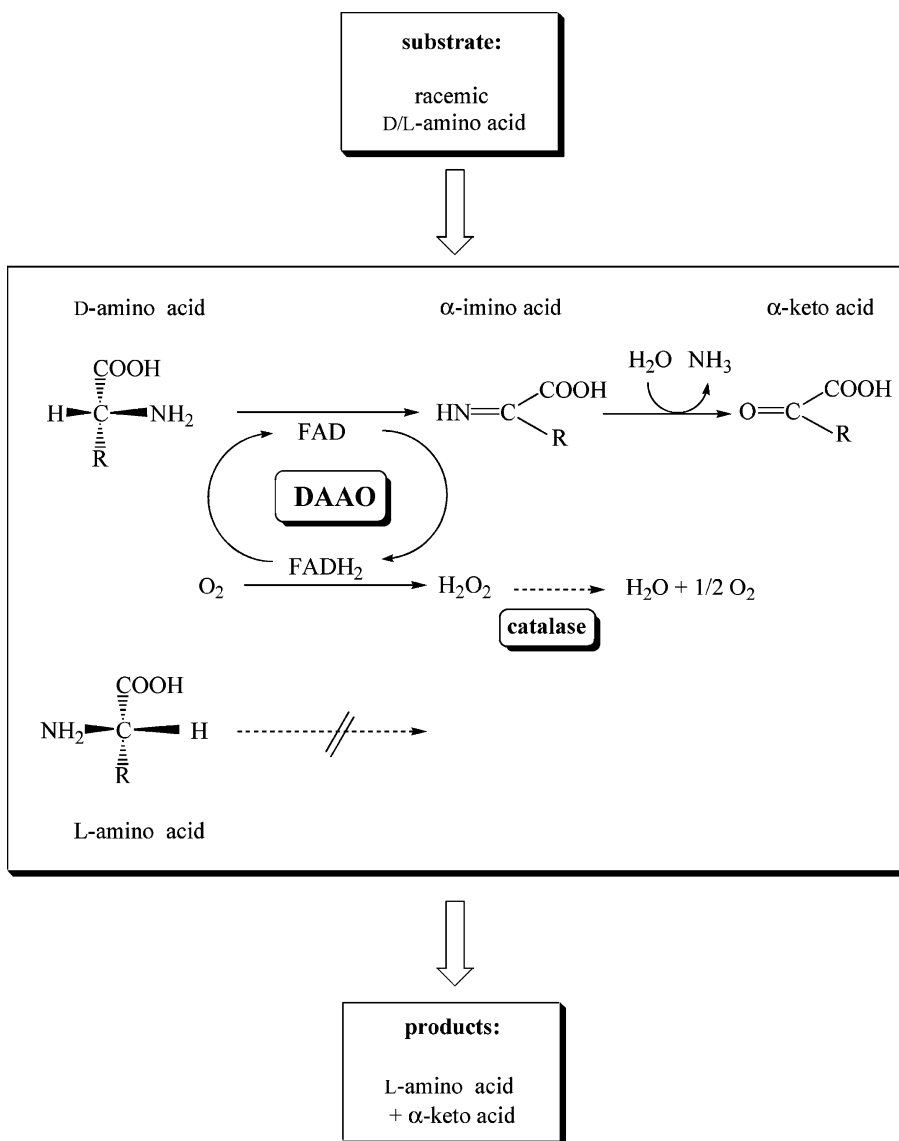 substrate:
racemic
D/L-amino acid
D-amino acid
α-imino acid
α-keto acid
COOH
H
C
NH2
R
FAD
HN
COOH
R
H2O
NH3
O
COOH
R
DAAO
FADH2
O2
H2O2
H2O + 1/2 O2
catalase
COOH
NH2
C
H
R
L-amino acid
products:
L-amino acid
+ α-keto acid